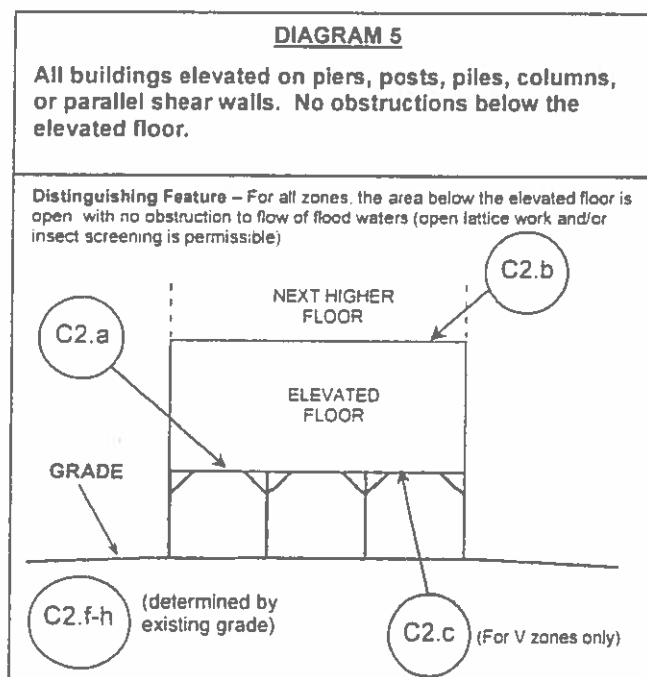 DIAGRAM 5
All buildings elevated on piers, posts, piles, columns,
or parallel shear walls. No obstructions below the
elevated floor.
Distinguishing Feature – For all zones, the area below the elevated floor is
open with no obstruction to flow of flood waters (open lattice work and/or
insect screening is permissible)
C2.b
NEXT HIGHER
FLOOR
C2.a
ELEVATED
FLOOR
GRADE
C2.f-h
(determined by
existing grade)
C2.c
(For V zones only)